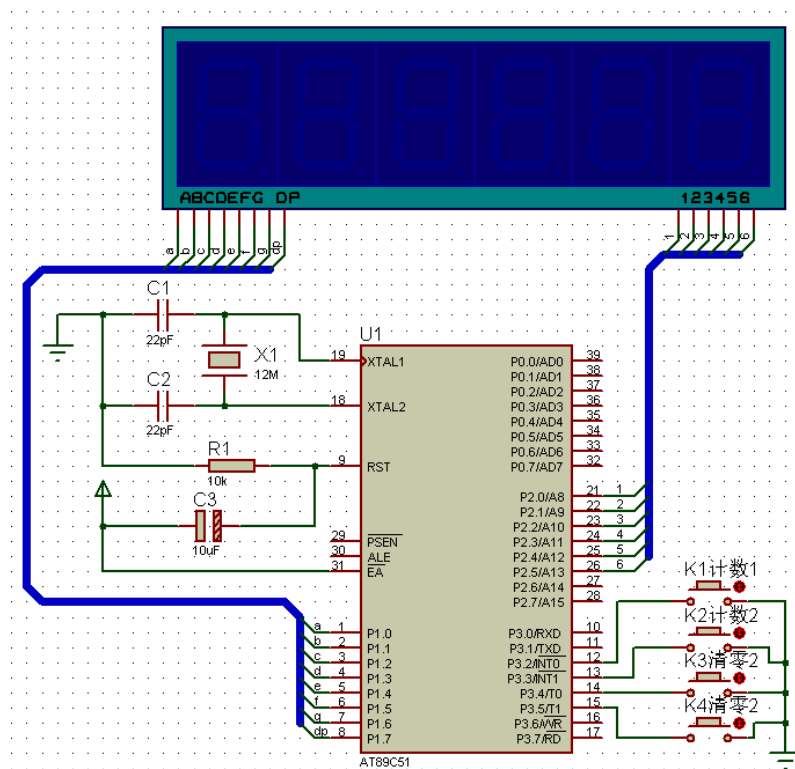 ABCDEFG DP
123456
a
b
c
d
e
f
g
dp
1
2
3
4
5
6
C1
22pF
X1
12M
C2
22pF
R1
10k
C3
10uF
U1
19
XTAL1
18
XTAL2
9
RST
29
PSEN
30
ALE
31
EA
a
1
P1.0
b
2
P1.1
c
3
P1.2
d
4
P1.3
e
5
P1.4
f
6
P1.5
g
7
P1.6
dp
8
P1.7
P0.0/AD0
39
P0.1/AD1
38
P0.2/AD2
37
P0.3/AD3
36
P0.4/AD4
35
P0.5/AD5
34
P0.6/AD6
33
P0.7/AD7
32
P2.0/A8
21
1
P2.1/A9
22
2
P2.2/A10
23
3
P2.3/A11
24
4
P2.4/A12
25
5
P2.5/A13
26
6
P2.6/A14
27
P2.7/A15
28
P3.0/RXD
10
P3.1/TXD
11
P3.2/INT0
12
P3.3/INT1
13
P3.4/T0
14
P3.5/T1
15
P3.6/WR
16
P3.7/RD
17
AT89C51
K1计数1
K2计数2
K3清零2
K4清零2